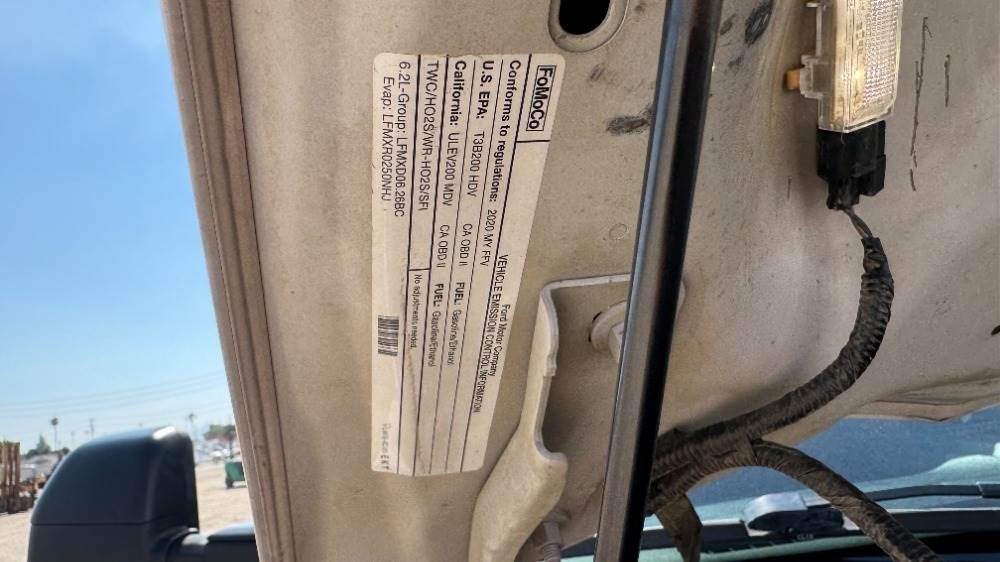 FoMoCo
Ford Motor Company
VEHICLE EMISSION CONTROL INFORMATION
Conforms to regulations: 2020 MY FFV
U.S. EPA: T3B200 HDV FUEL: Gasoline/Ethanol
California: ULEV200 MDV CA OBD II FUEL: Gasoline/Ethanol
CA OBD II
TWC/HO2S/WR-HO2S/SFI
No adjustments needed.
6.2L-Group: LFMXD06.26BC
Evap: LFMXR0250NHJ